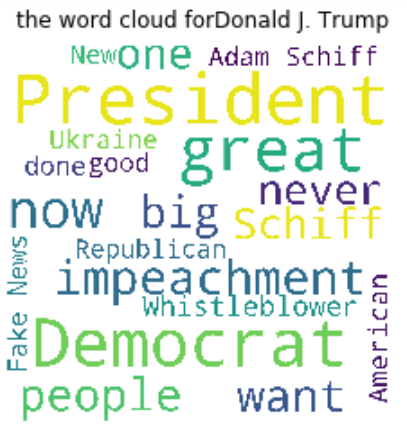 the word cloud forDonald J. Trump
New one Adam Schiff
President
Ukraine great
done good
never
now big Schiff
Republican
impeachment
Whistleblower
Fake News
Democrat
American
people want